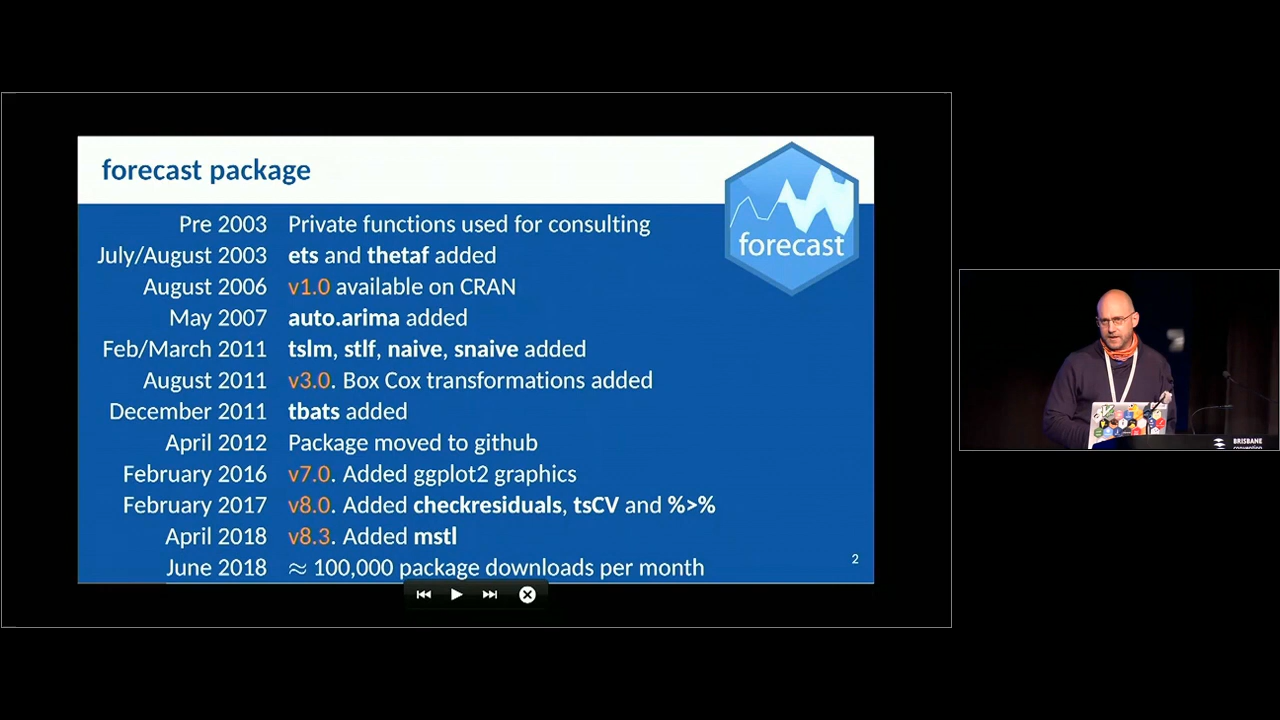 forecast package
forecast
Pre 2003 Private functions used for consulting
July/August 2003 ets and thetaf added
August 2006 v1.0 available on CRAN
May 2007 auto.arima added
Feb/March 2011 tslm, stlf, naive, snaive added
August 2011 v3.0. Box Cox transformations added
December 2011 tbats added
April 2012 Package moved to github
February 2016 v7.0. Added ggplot2 graphics
February 2017 v8.0. Added checkresiduals, tsCV and %>%
April 2018 v8.3. Added mstl
June 2018 ≈ 100,000 package downloads per month
2
BRISBANE
convention